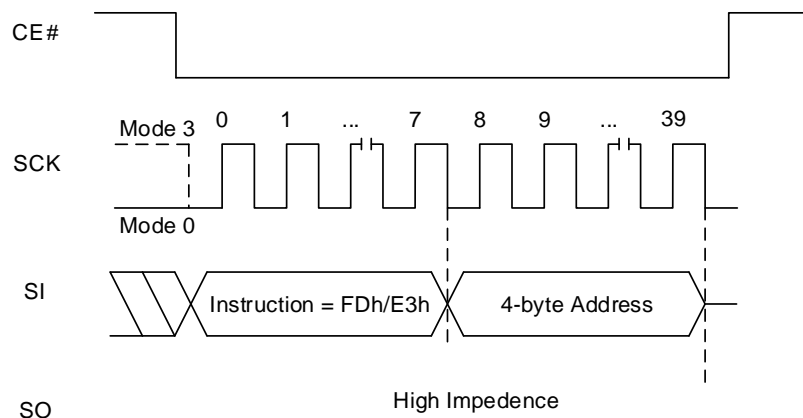 CE#
0 1 ... 7 8 9 ... 39
Mode 3
SCK
Mode 0
SI
Instruction = FDh/E3h
4-byte Address
High Impedence
SO